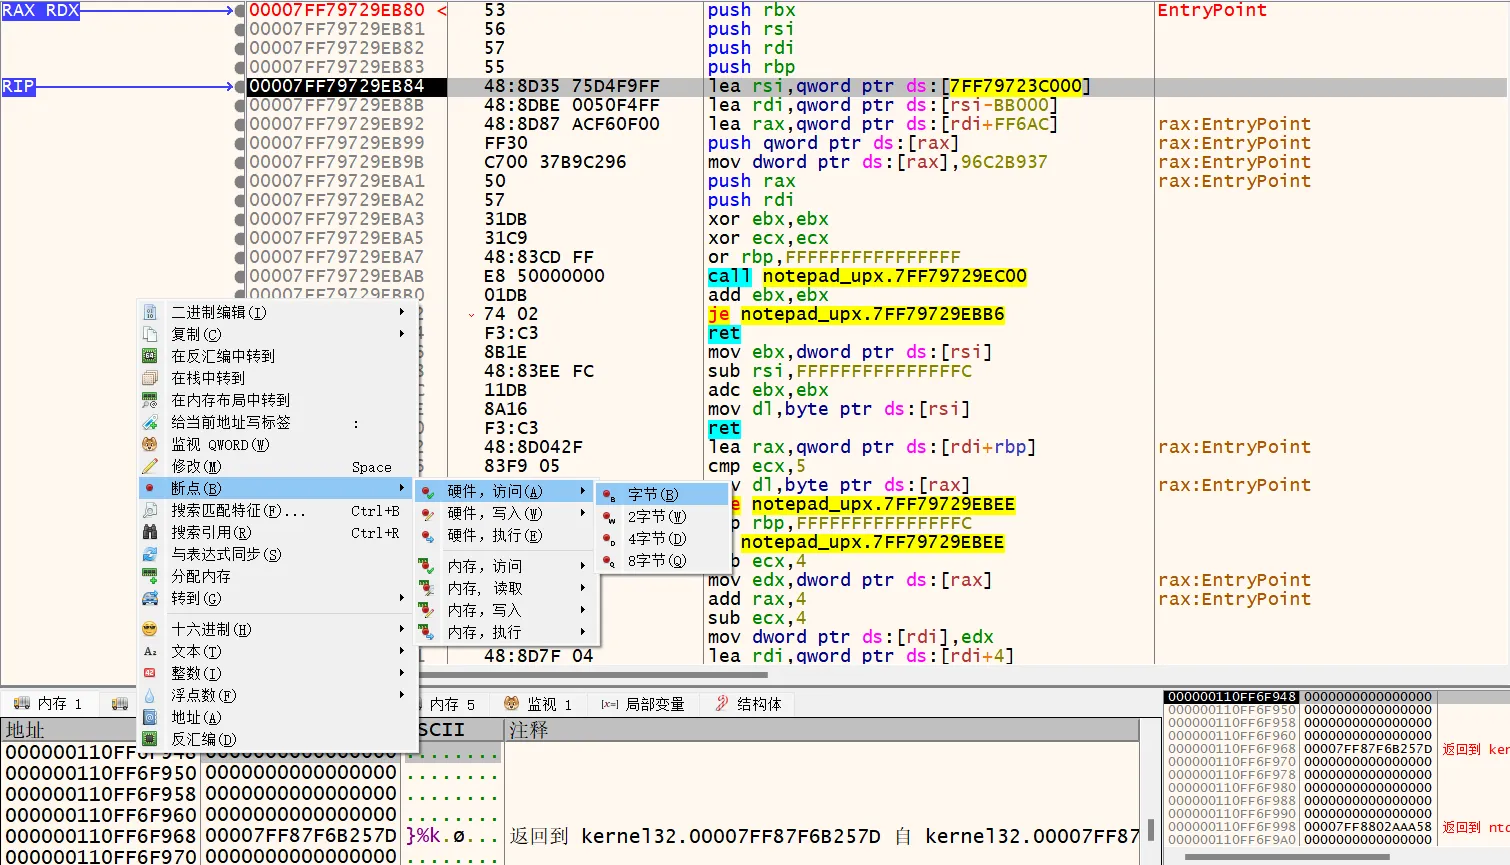 RAX RDX 00007FF79729EB80 < 53 push rbx EntryPoint
00007FF79729EB81 56 push rsi
00007FF79729EB82 57 push rdi
00007FF79729EB83 55 push rbp
RIP 00007FF79729EB84 48:8D35 75D4F9FF lea rsi,qword ptr ds:[7FF79723C000]
00007FF79729EB8B 48:8DBE 0050F4FF lea rdi,qword ptr ds:[rsi-BB000]
00007FF79729EB92 48:8D87 ACF60F00 lea rax,qword ptr ds:[rdi+FF6AC] rax:EntryPoint
00007FF79729EB99 FF30 push qword ptr ds:[rax] rax:EntryPoint
00007FF79729EB9B C700 37B9C296 mov dword ptr ds:[rax],96C2B937 rax:EntryPoint
00007FF79729EBA1 50 push rax rax:EntryPoint
00007FF79729EBA2 57 push rdi
00007FF79729EBA3 31DB xor ebx,ebx
00007FF79729EBA5 31C9 xor ecx,ecx
00007FF79729EBA7 48:83CD FF or rbp,FFFFFFFFFFFFFFFF
00007FF79729EBAB E8 50000000 call notepad_upx.7FF79729EC00
00007FF79729EBB0 01DB add ebx,ebx
74 02 je notepad_upx.7FF79729EBB6
F3:C3 ret
8B1E mov ebx,dword ptr ds:[rsi]
48:83EE FC sub rsi,FFFFFFFFFFFFFFFC
11DB adc ebx,ebx
8A16 mov dl,byte ptr ds:[rsi]
F3:C3 ret
48:8D042F lea rax,qword ptr ds:[rdi+rbp] rax:EntryPoint
83F9 05 cmp ecx,5
dl,byte ptr ds:[rax] rax:EntryPoint
notepad_upx.7FF79729EBEE
rbp,FFFFFFFFFFFFFFFC
notepad_upx.7FF79729EBEE
ecx,4
mov edx,dword ptr ds:[rax] rax:EntryPoint
add rax,4 rax:EntryPoint
sub ecx,4
mov dword ptr ds:[rdi],edx
48:8D7F 04 lea rdi,qword ptr ds:[rdi+4]
二进制编辑(I)
复制(C)
在反汇编中转到
在栈中转到
在内存布局中转到
给当前地址写标签 :
监视 QWORD(W)
修改(M) Space
断点(B)
搜索匹配特征(F)... Ctrl+B
搜索引用(R) Ctrl+R
与表达式同步(S)
分配内存
转到(G)
十六进制(H)
文本(T)
整数(I)
浮点数(F)
地址(A)
反汇编(D)
硬件，访问(A)
硬件，写入(W)
硬件，执行(E)
内存，访问
内存, 读取
内存，写入
内存，执行
字节(B)
2字节(W)
4字节(D)
8字节(Q)
内存 1 内存 5 监视 1 [x=] 局部变量 结构体
地址 SCII 注释
000000110FF6F948 0000000000000000 ........
000000110FF6F950 0000000000000000 ........
000000110FF6F958 0000000000000000 ........
000000110FF6F960 0000000000000000 ........
000000110FF6F968 00007FF87F6B257D }%k.ø... 返回到 kernel32.00007FF87F6B257D 自 kernel32.00007FF87
000000110FF6F970 0000000000000000 ........
000000110FF6F948 0000000000000000
000000110FF6F950 0000000000000000
000000110FF6F958 0000000000000000
000000110FF6F960 0000000000000000
000000110FF6F968 00007FF87F6B257D 返回到 ker
000000110FF6F970 0000000000000000
000000110FF6F978 0000000000000000
000000110FF6F980 0000000000000000
000000110FF6F988 0000000000000000
000000110FF6F990 0000000000000000
000000110FF6F998 00007FF8802AAA58 返回到 ntd
000000110FF6F9A0 0000000000000000